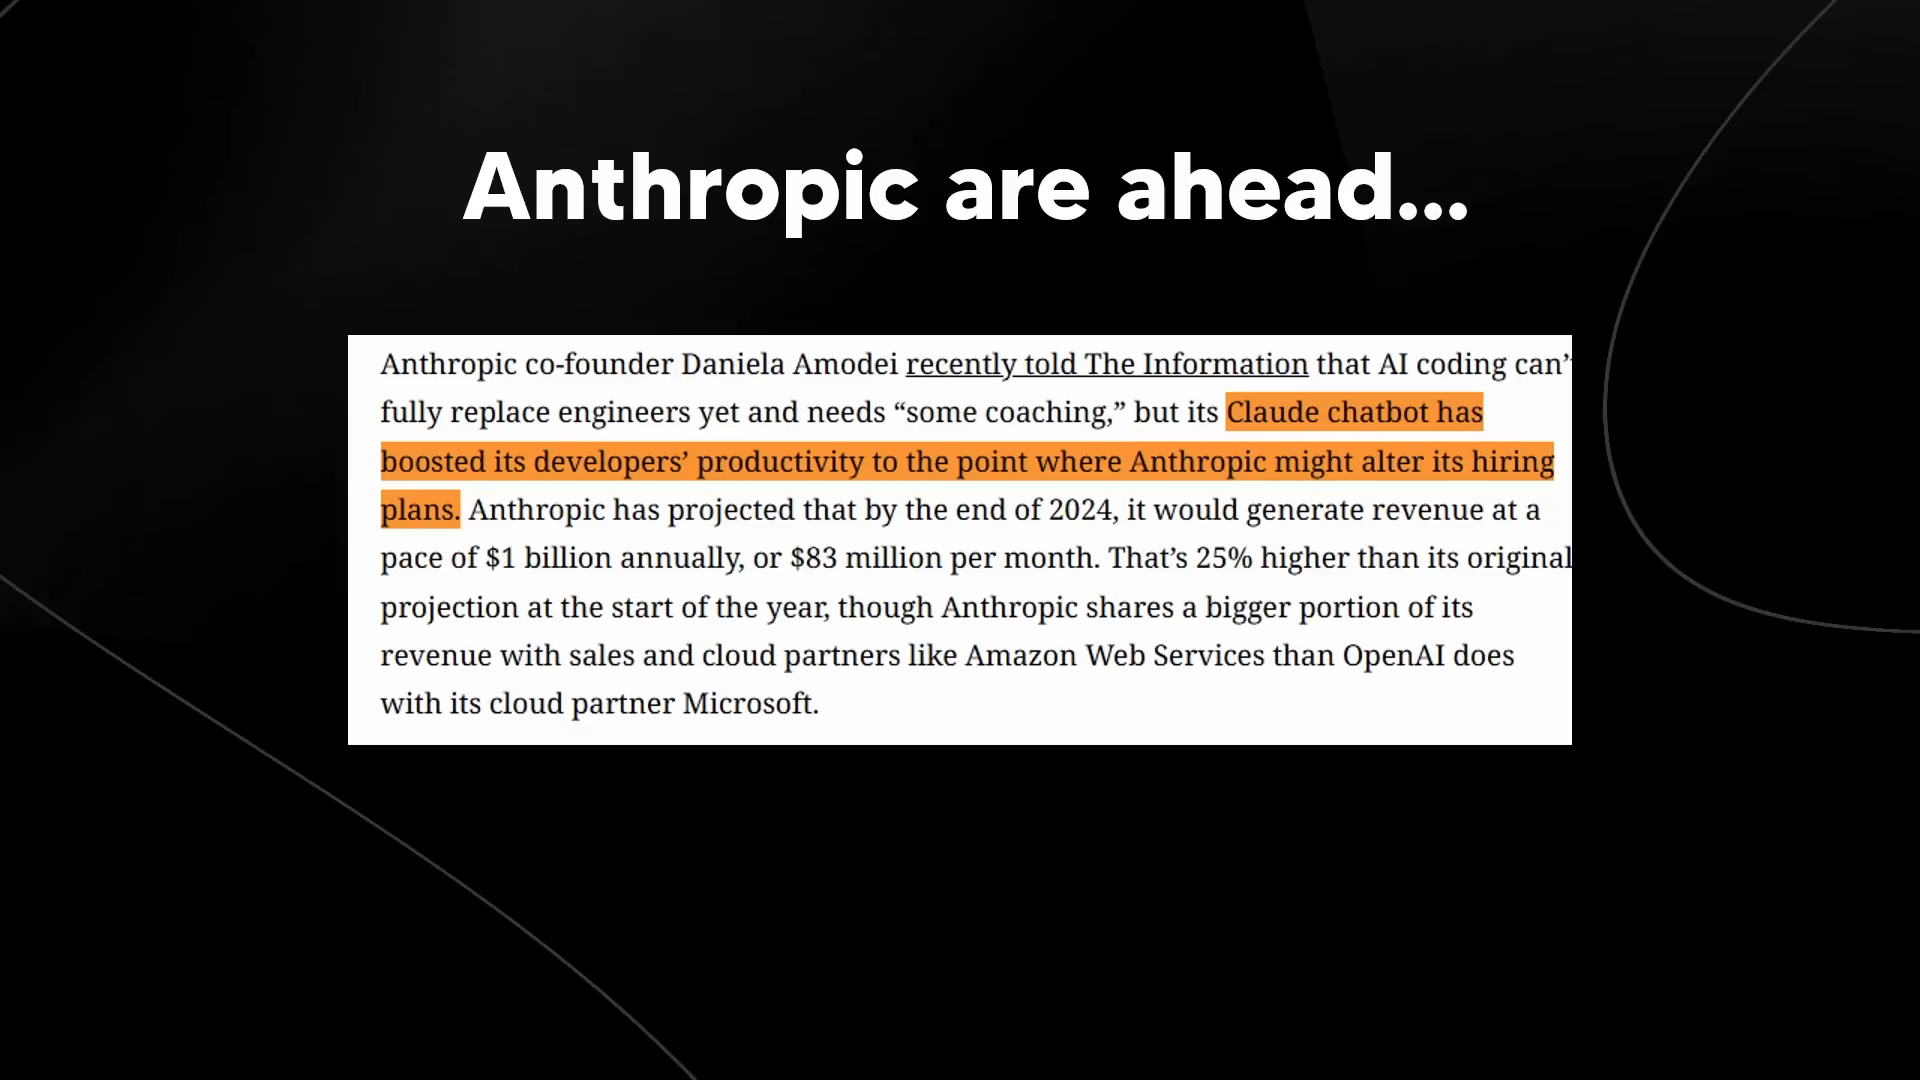 Anthropic are ahead...
Anthropic co-founder Daniela Amodei recently told The Information that AI coding can’t
fully replace engineers yet and needs “some coaching,” but its Claude chatbot has
boosted its developers’ productivity to the point where Anthropic might alter its hiring
plans. Anthropic has projected that by the end of 2024, it would generate revenue at a
pace of $1 billion annually, or $83 million per month. That’s 25% higher than its original
projection at the start of the year, though Anthropic shares a bigger portion of its
revenue with sales and cloud partners like Amazon Web Services than OpenAI does
with its cloud partner Microsoft.